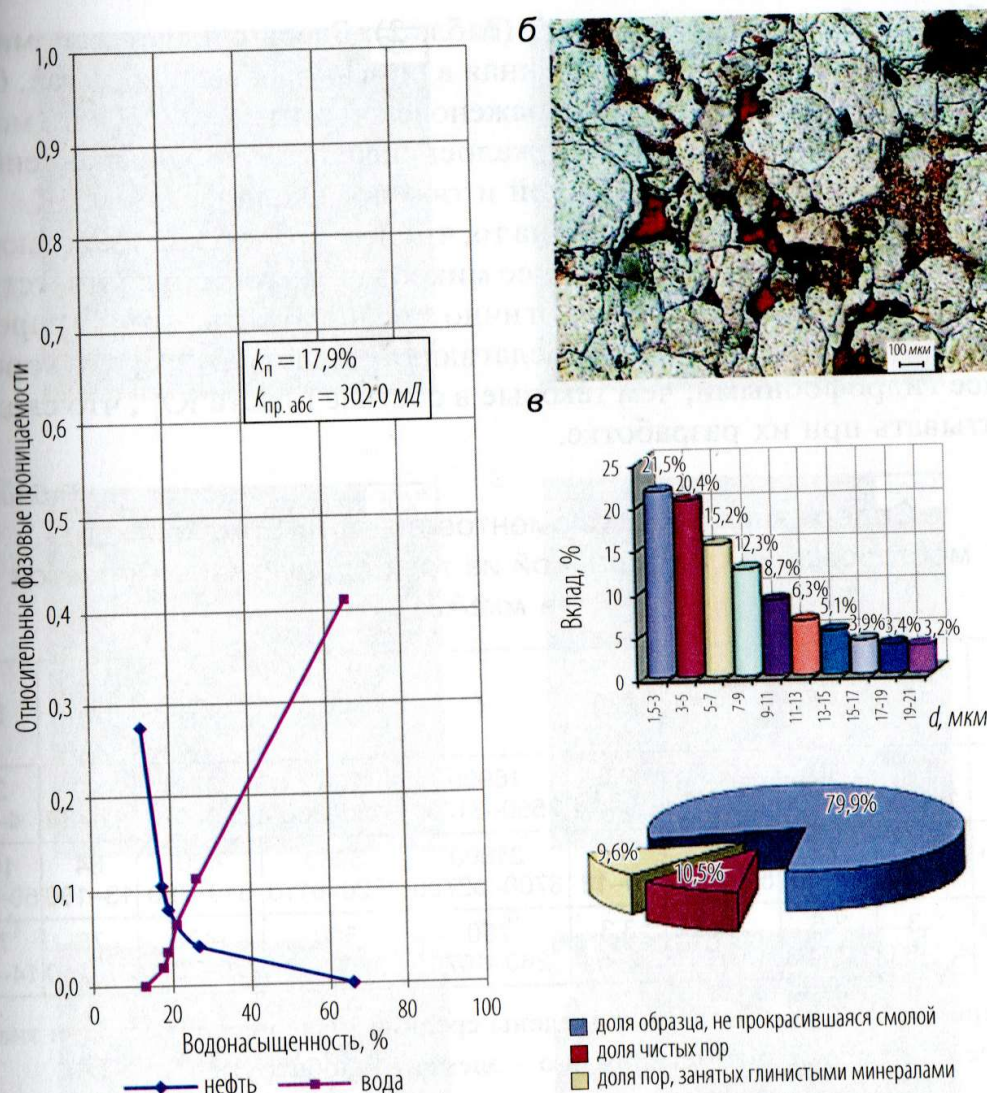 1,0
0,9
0,8
0,7
0,6
0,5
0,4
0,3
0,2
0,1
0,0
Относительные фазовые проницаемости
kп = 17,9%
kпр. абс = 302,0 мД
0 20 40 60 80 100
Водонасыщенность, %
нефть вода
б
100 мкм
в
25
20
15
10
5
0
Вклад, %
21,5%
20,4%
15,2%
12,3%
8,7%
6,3%
5,1%
3,9%
3,4%
3,2%
1,5-3
3-5
5-7
7-9
9-11
11-13
13-15
15-17
17-19
19-21
d, мкм
79,9%
9,6%
10,5%
доля образца, не прокрасившаяся смолой
доля чистых пор
доля пор, занятых глинистыми минералами